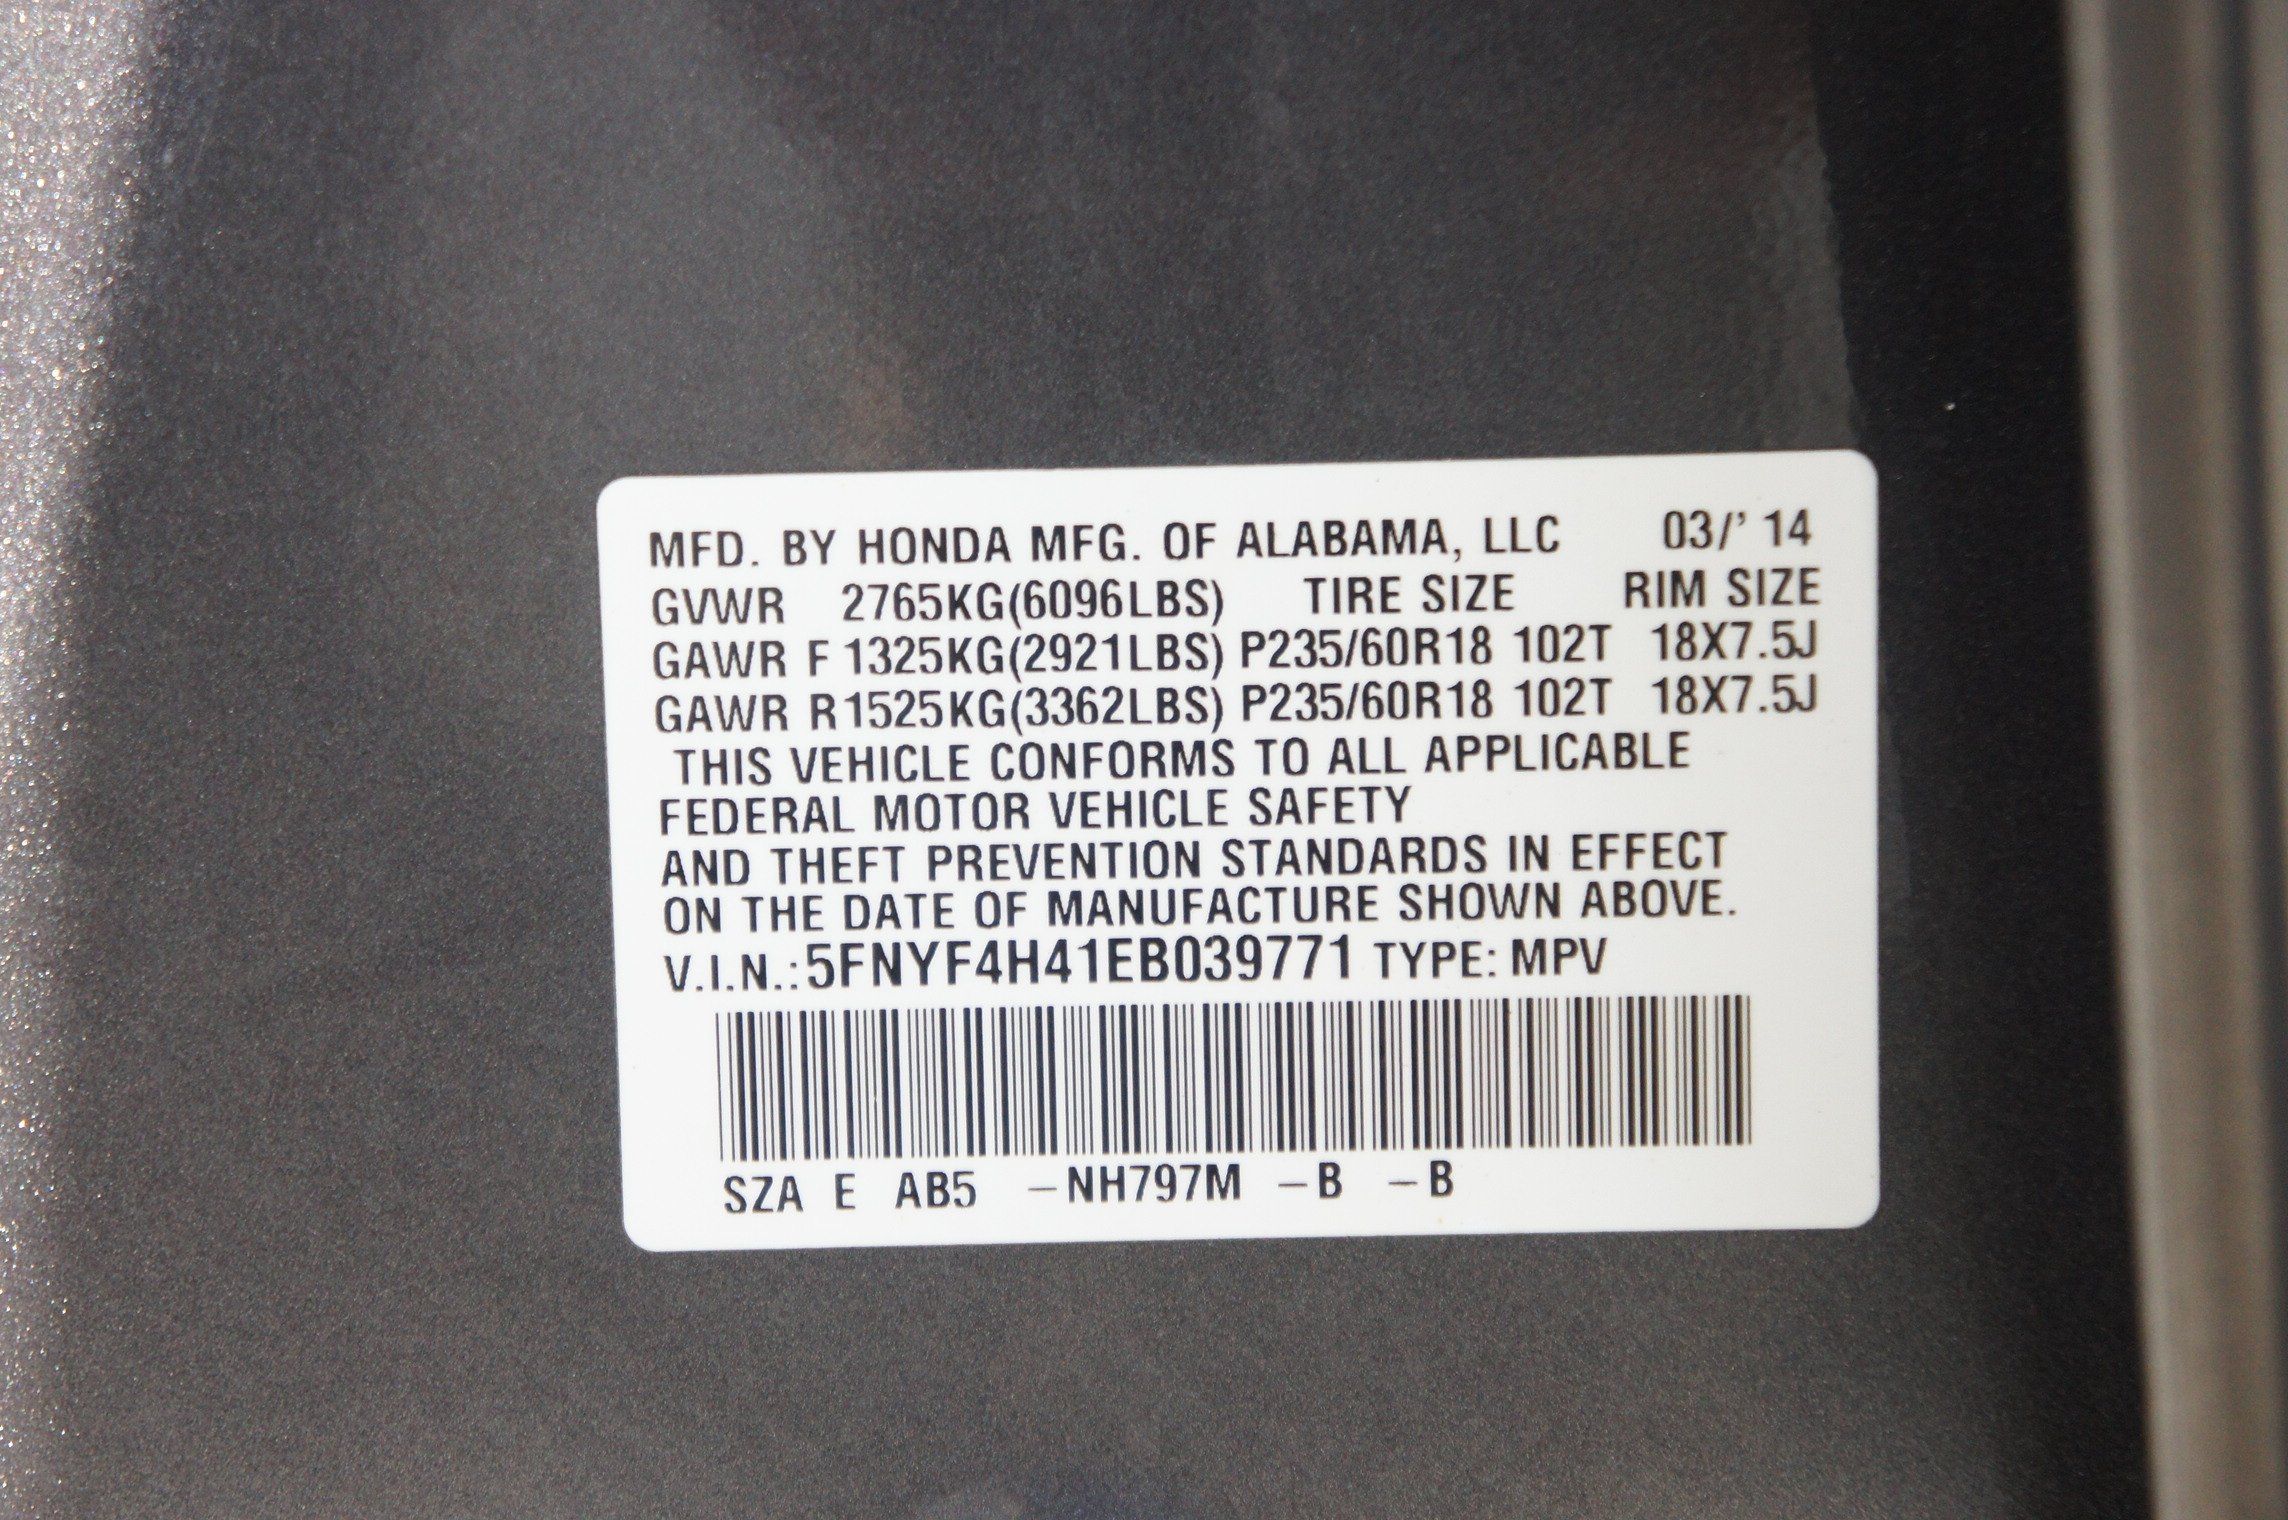 MFD. BY HONDA MFG. OF ALABAMA, LLC 03/' 14
GVWR 2765KG(6096LBS) TIRE SIZE RIM SIZE
GAWR F 1325KG(2921LBS) P235/60R18 102T 18X7.5J
GAWR R 1525KG(3362LBS) P235/60R18 102T 18X7.5J
THIS VEHICLE CONFORMS TO ALL APPLICABLE
FEDERAL MOTOR VEHICLE SAFETY
AND THEFT PREVENTION STANDARDS IN EFFECT
ON THE DATE OF MANUFACTURE SHOWN ABOVE.
V.I.N.: 5FNYF4H41EB039771 TYPE: MPV
SZA E AB5 -NH797M -B -B